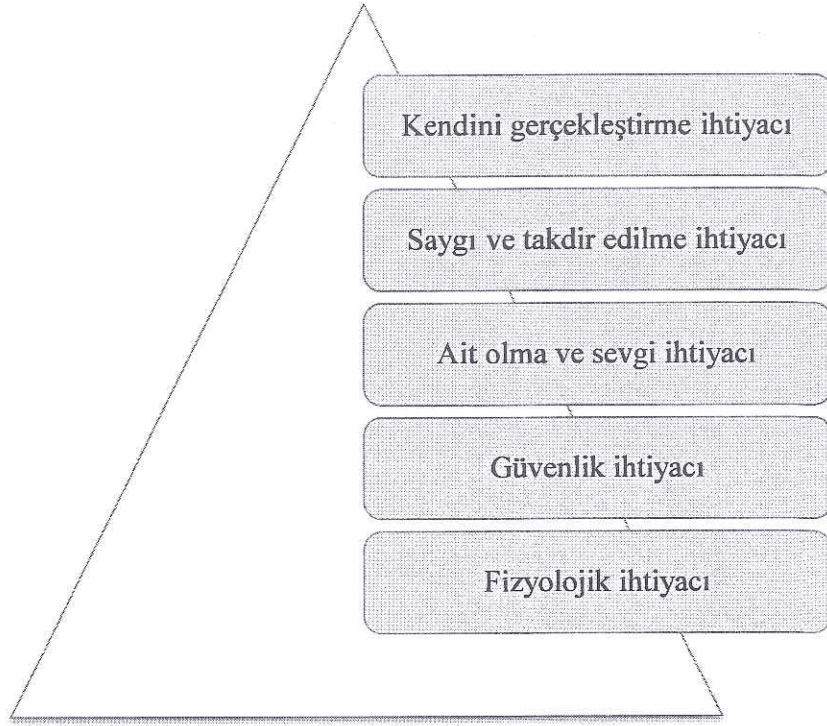 Kendini gerçekleştirme ihtiyacı
Saygı ve takdir edilme ihtiyacı
Ait olma ve sevgi ihtiyacı
Güvenlik ihtiyacı
Fizyolojik ihtiyacı